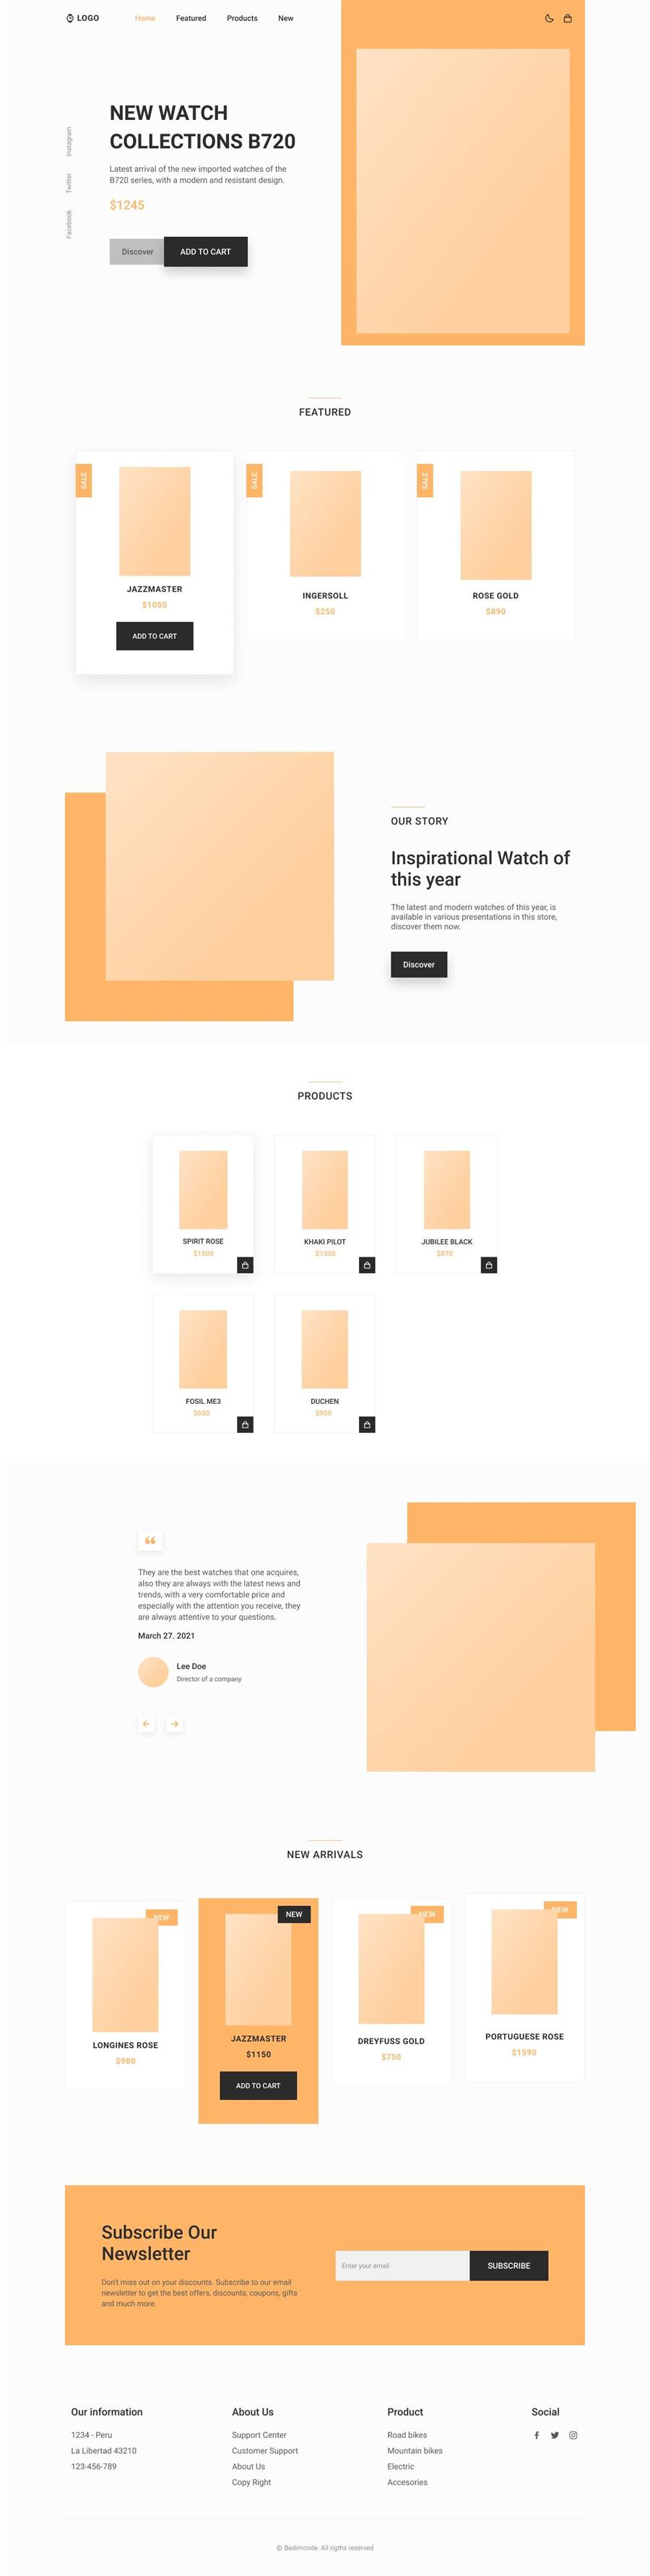 LOGO
Home
Featured
Products
New
Instagram
Twitter
Facebook
NEW WATCH
COLLECTIONS B720
Latest arrival of the new imported watches of the
B720 series, with a modern and resistant design.
$1245
Discover
ADD TO CART
FEATURED
SALE
JAZZMASTER
$1050
ADD TO CART
SALE
INGERSOLL
$250
SALE
ROSE GOLD
$890
OUR STORY
Inspirational Watch of
this year
The latest and modern watches of this year, is
available in various presentations in this store,
discover them now.
Discover
PRODUCTS
SPIRIT ROSE
$1500
KHAKI PILOT
$1350
JUBILEE BLACK
$870
FOSIL ME3
$650
DUCHEN
$950
They are the best watches that one acquires,
also they are always with the latest news and
trends, with a very comfortable price and
especially with the attention you receive, they
are always attentive to your questions.
March 27. 2021
Lee Doe
Director of a company
NEW ARRIVALS
NEW
LONGINES ROSE
$980
NEW
JAZZMASTER
$1150
ADD TO CART
NEW
DREYFUSS GOLD
$750
NEW
PORTUGUESE ROSE
$1590
Subscribe Our
Newsletter
Don't miss out on your discounts. Subscribe to our email
newsletter to get the best offers, discounts, coupons, gifts
and much more.
Enter your email
SUBSCRIBE
Our information
1234 - Peru
La Libertad 43210
123-456-789
About Us
Support Center
Customer Support
About Us
Copy Right
Product
Road bikes
Mountain bikes
Electric
Accesories
Social
© Bedimcode. All rigths reserved